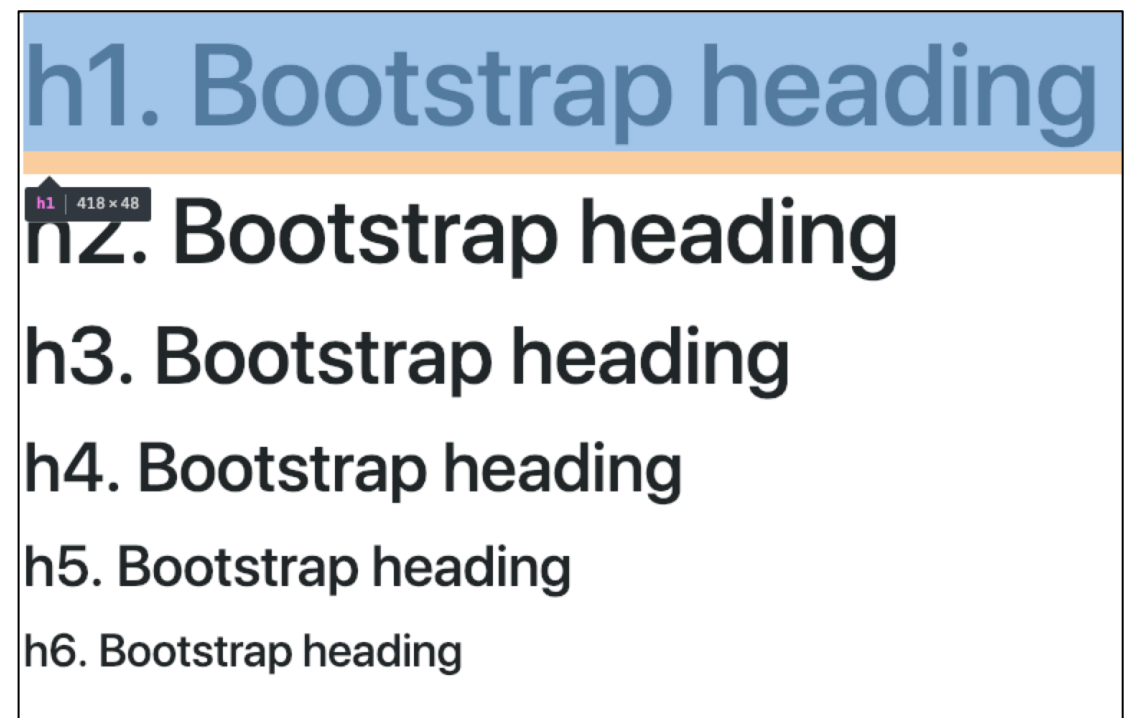 h1. Bootstrap heading
h1 418×48
h2. Bootstrap heading
h3. Bootstrap heading
h4. Bootstrap heading
h5. Bootstrap heading
h6. Bootstrap heading